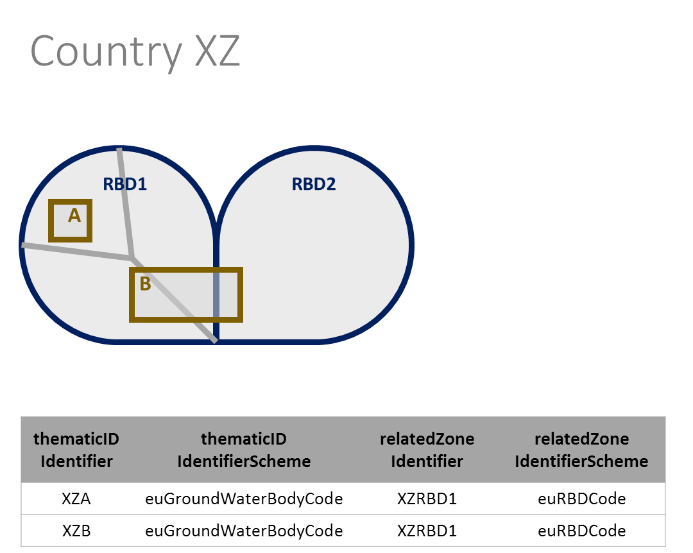 Country XZ
RBD1
RBD2
A
B
thematicID thematicID relatedZone relatedZone
Identifier IdentifierScheme Identifier IdentifierScheme
XZA euGroundWaterBodyCode XZRBD1 euRBDCode
XZB euGroundWaterBodyCode XZRBD1 euRBDCode